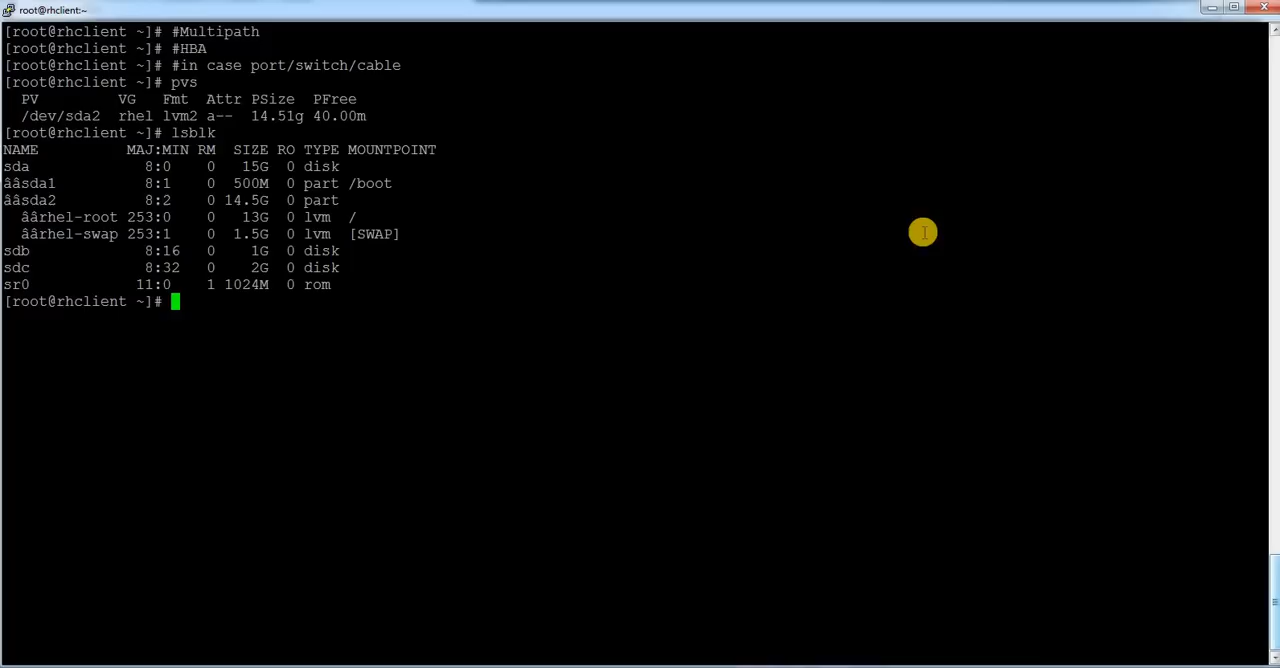 root@rhclient:~
[root@rhclient ~]# #Multipath
[root@rhclient ~]# #HBA
[root@rhclient ~]# #in case port/switch/cable
[root@rhclient ~]# pvs
  PV         VG   Fmt  Attr PSize  PFree
  /dev/sda2  rhel lvm2 a--  14.51g 40.00m
[root@rhclient ~]# lsblk
NAME          MAJ:MIN RM  SIZE RO TYPE MOUNTPOINT
sda             8:0    0   15G  0 disk
ââsda1          8:1    0  500M  0 part /boot
ââsda2          8:2    0 14.5G  0 part
  âârhel-root 253:0    0   13G  0 lvm  /
  âârhel-swap 253:1    0  1.5G  0 lvm  [SWAP]
sdb             8:16   0    1G  0 disk
sdc             8:32   0    2G  0 disk
sr0            11:0    1 1024M  0 rom
[root@rhclient ~]#